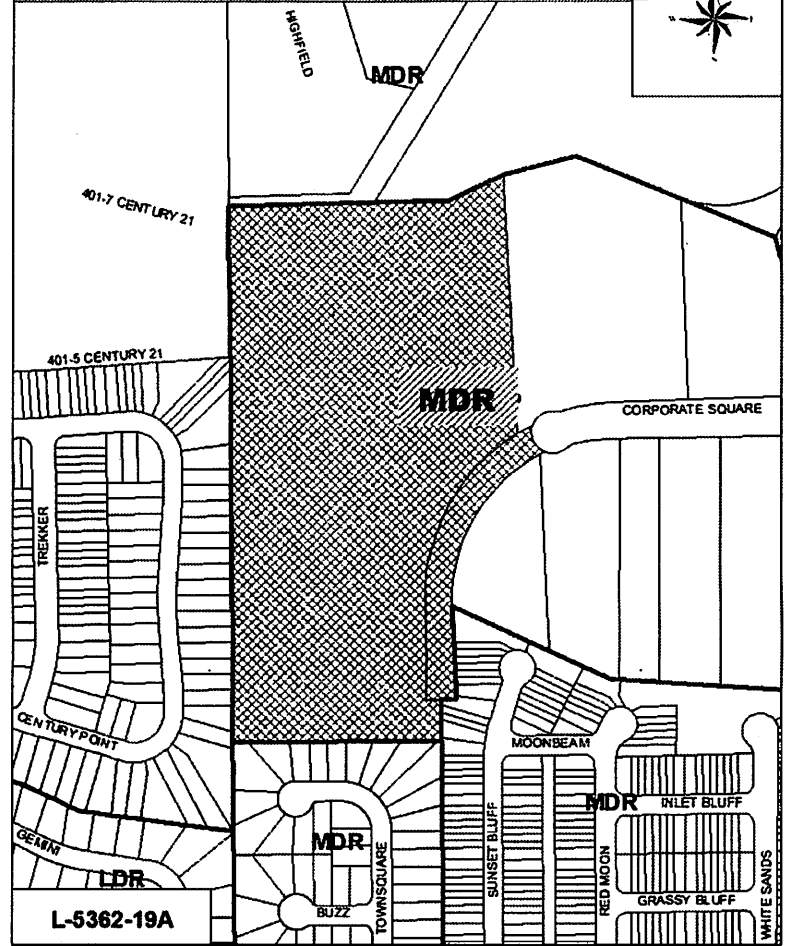 HIGHFIELD
MDR
401-7 CENTURY 21
401-5 CENTURY 21
MDR
CORPORATE SQUARE
TREKKER
CENTURY POINT
MOONBEAM
MDR
INLET BLUFF
GEMINI
MDR
SUNSET BLUFF
RED MOON
TOWNSQUARE
WHITE SANDS
LDR
GRASSY BLUFF
BUZZ
L-5362-19A